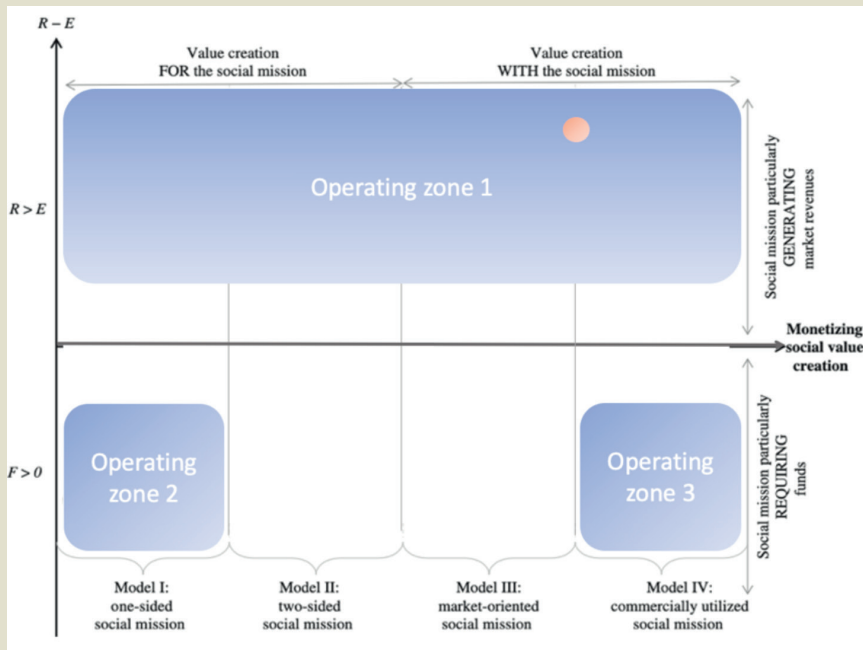 R – E
Value creation
FOR the social mission
Value creation
WITH the social mission
Operating zone 1
R > E
Social mission particularly
GENERATING
market revenues
Monetizing
social value
creation
Operating
zone 2
Operating
zone 3
F > 0
Social mission particularly
REQUIRING
funds
Model I:
one-sided
social mission
Model II:
two-sided
social mission
Model III:
market-oriented
social mission
Model IV:
commercially utilized
social mission